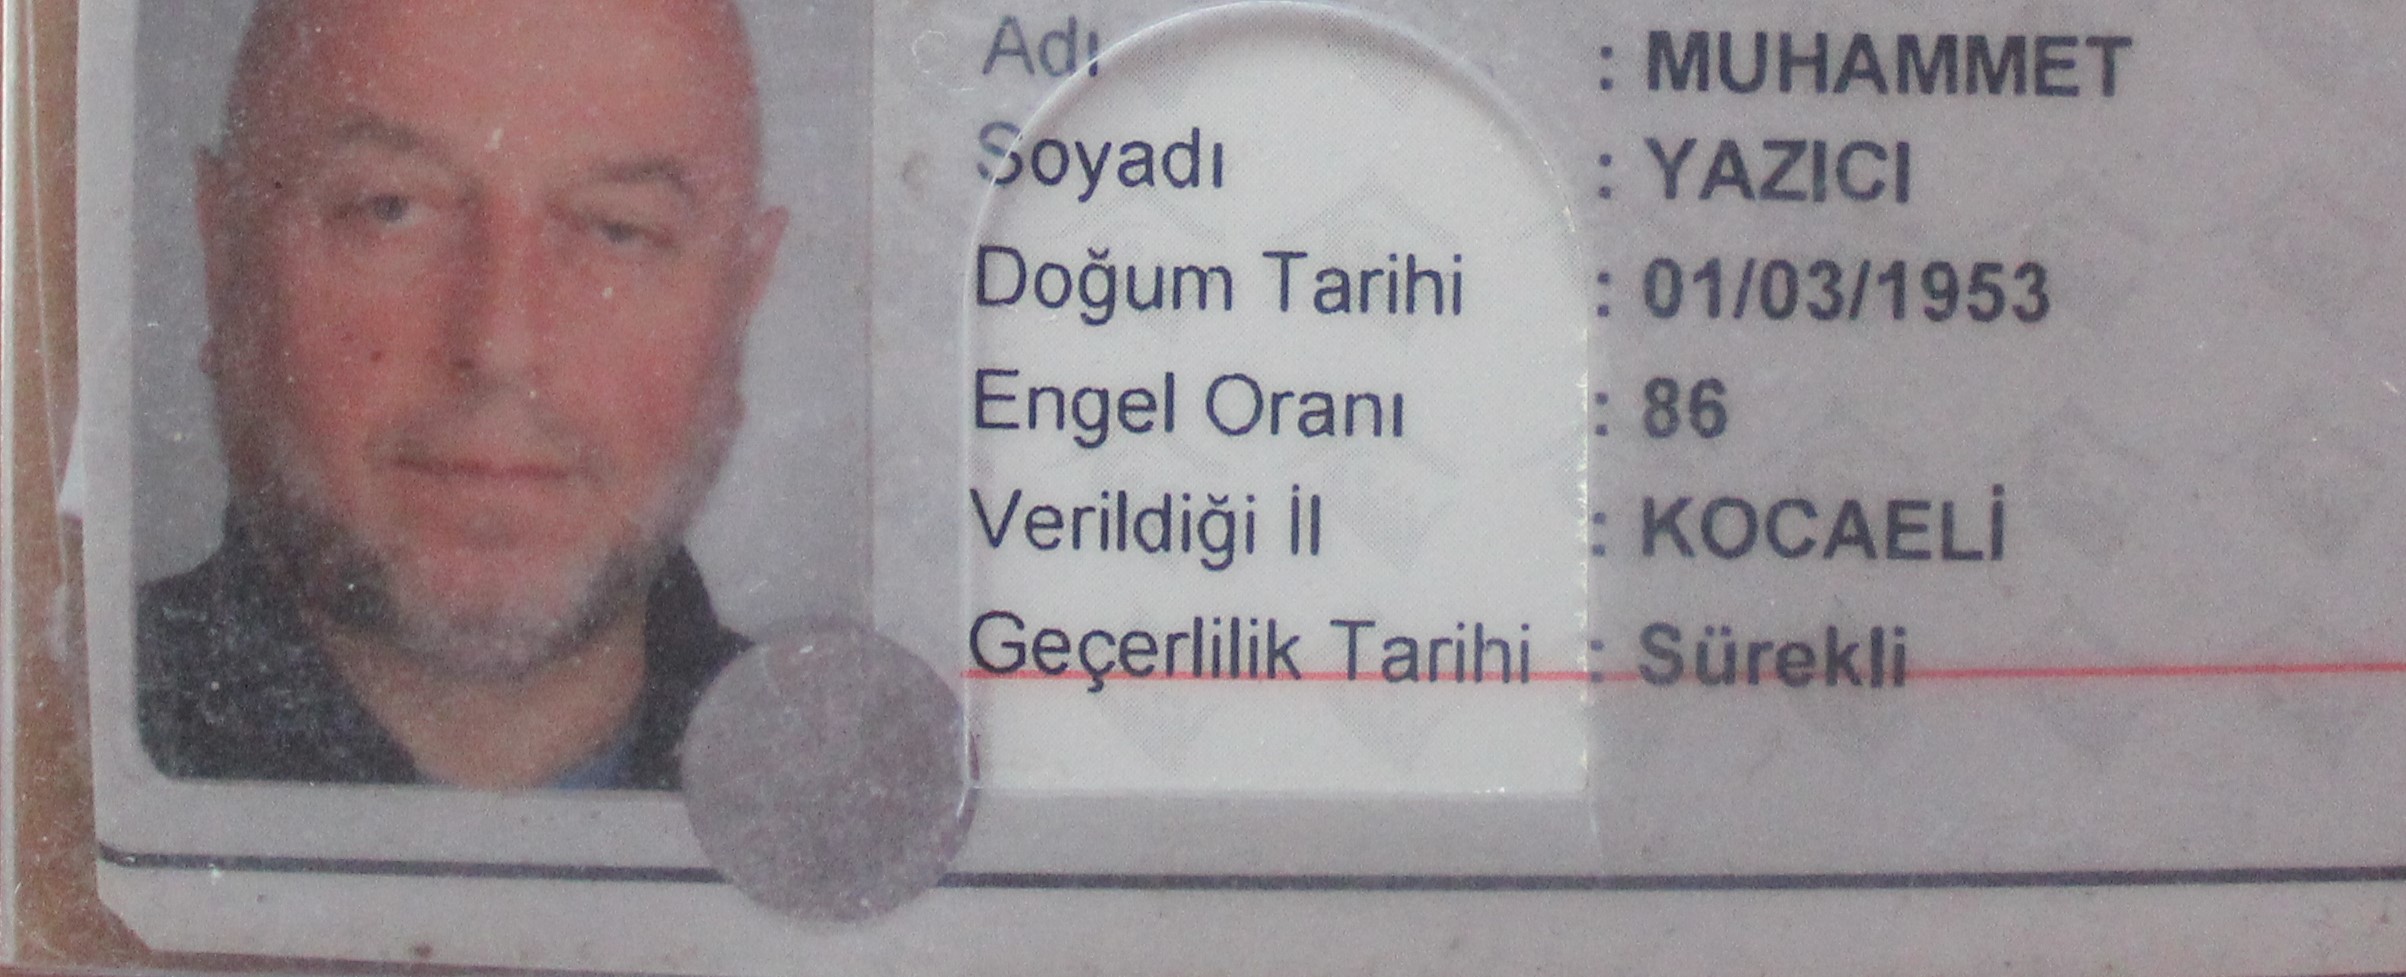 Adı : MUHAMMET
Soyadı : YAZICI
Doğum Tarihi : 01/03/1953
Engel Oranı : 86
Verildiği İl : KOCAELİ
Geçerlilik Tarihi : Sürekli